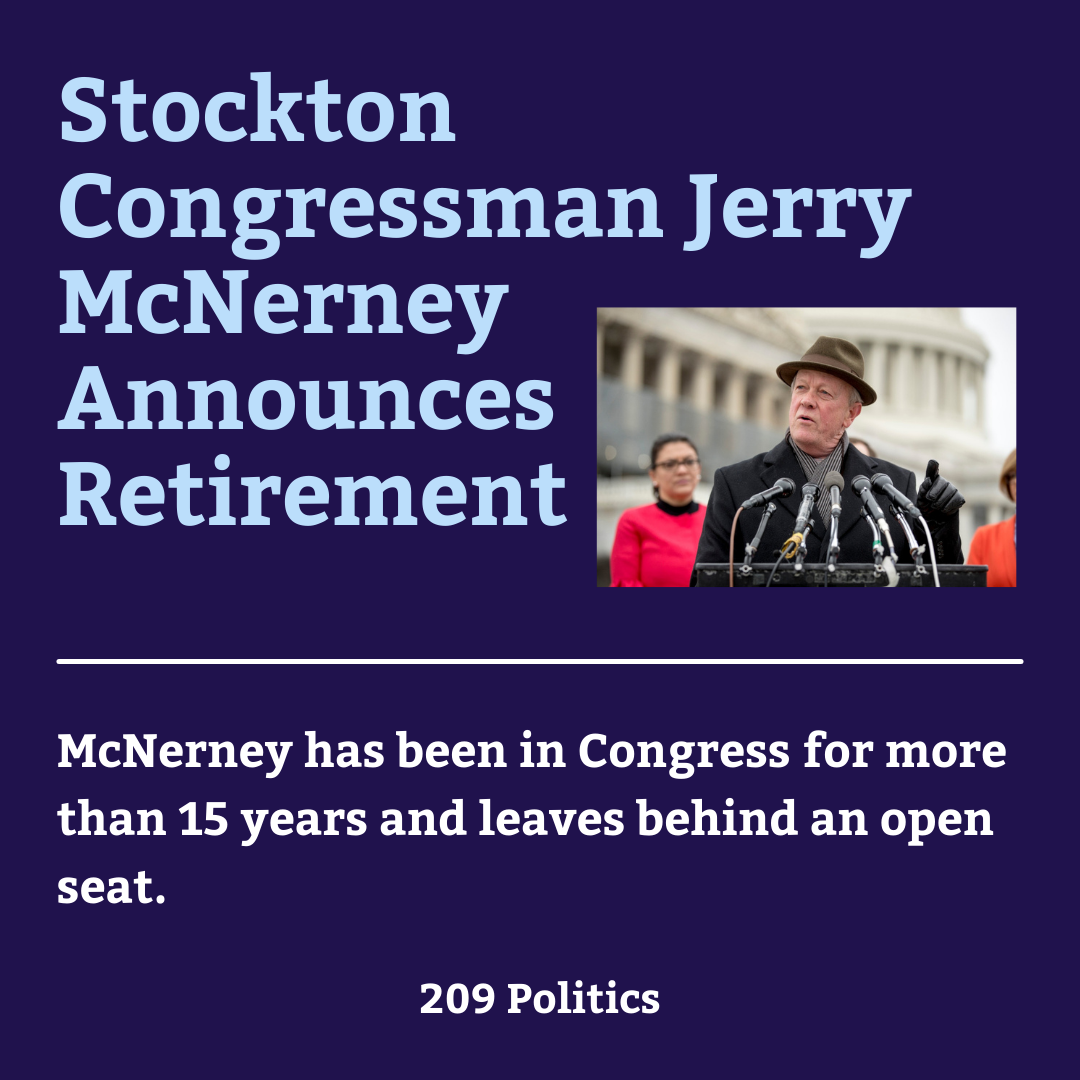 Stockton
Congressman Jerry
McNerney
Announces
Retirement
McNerney has been in Congress for more
than 15 years and leaves behind an open
seat.
209 Politics